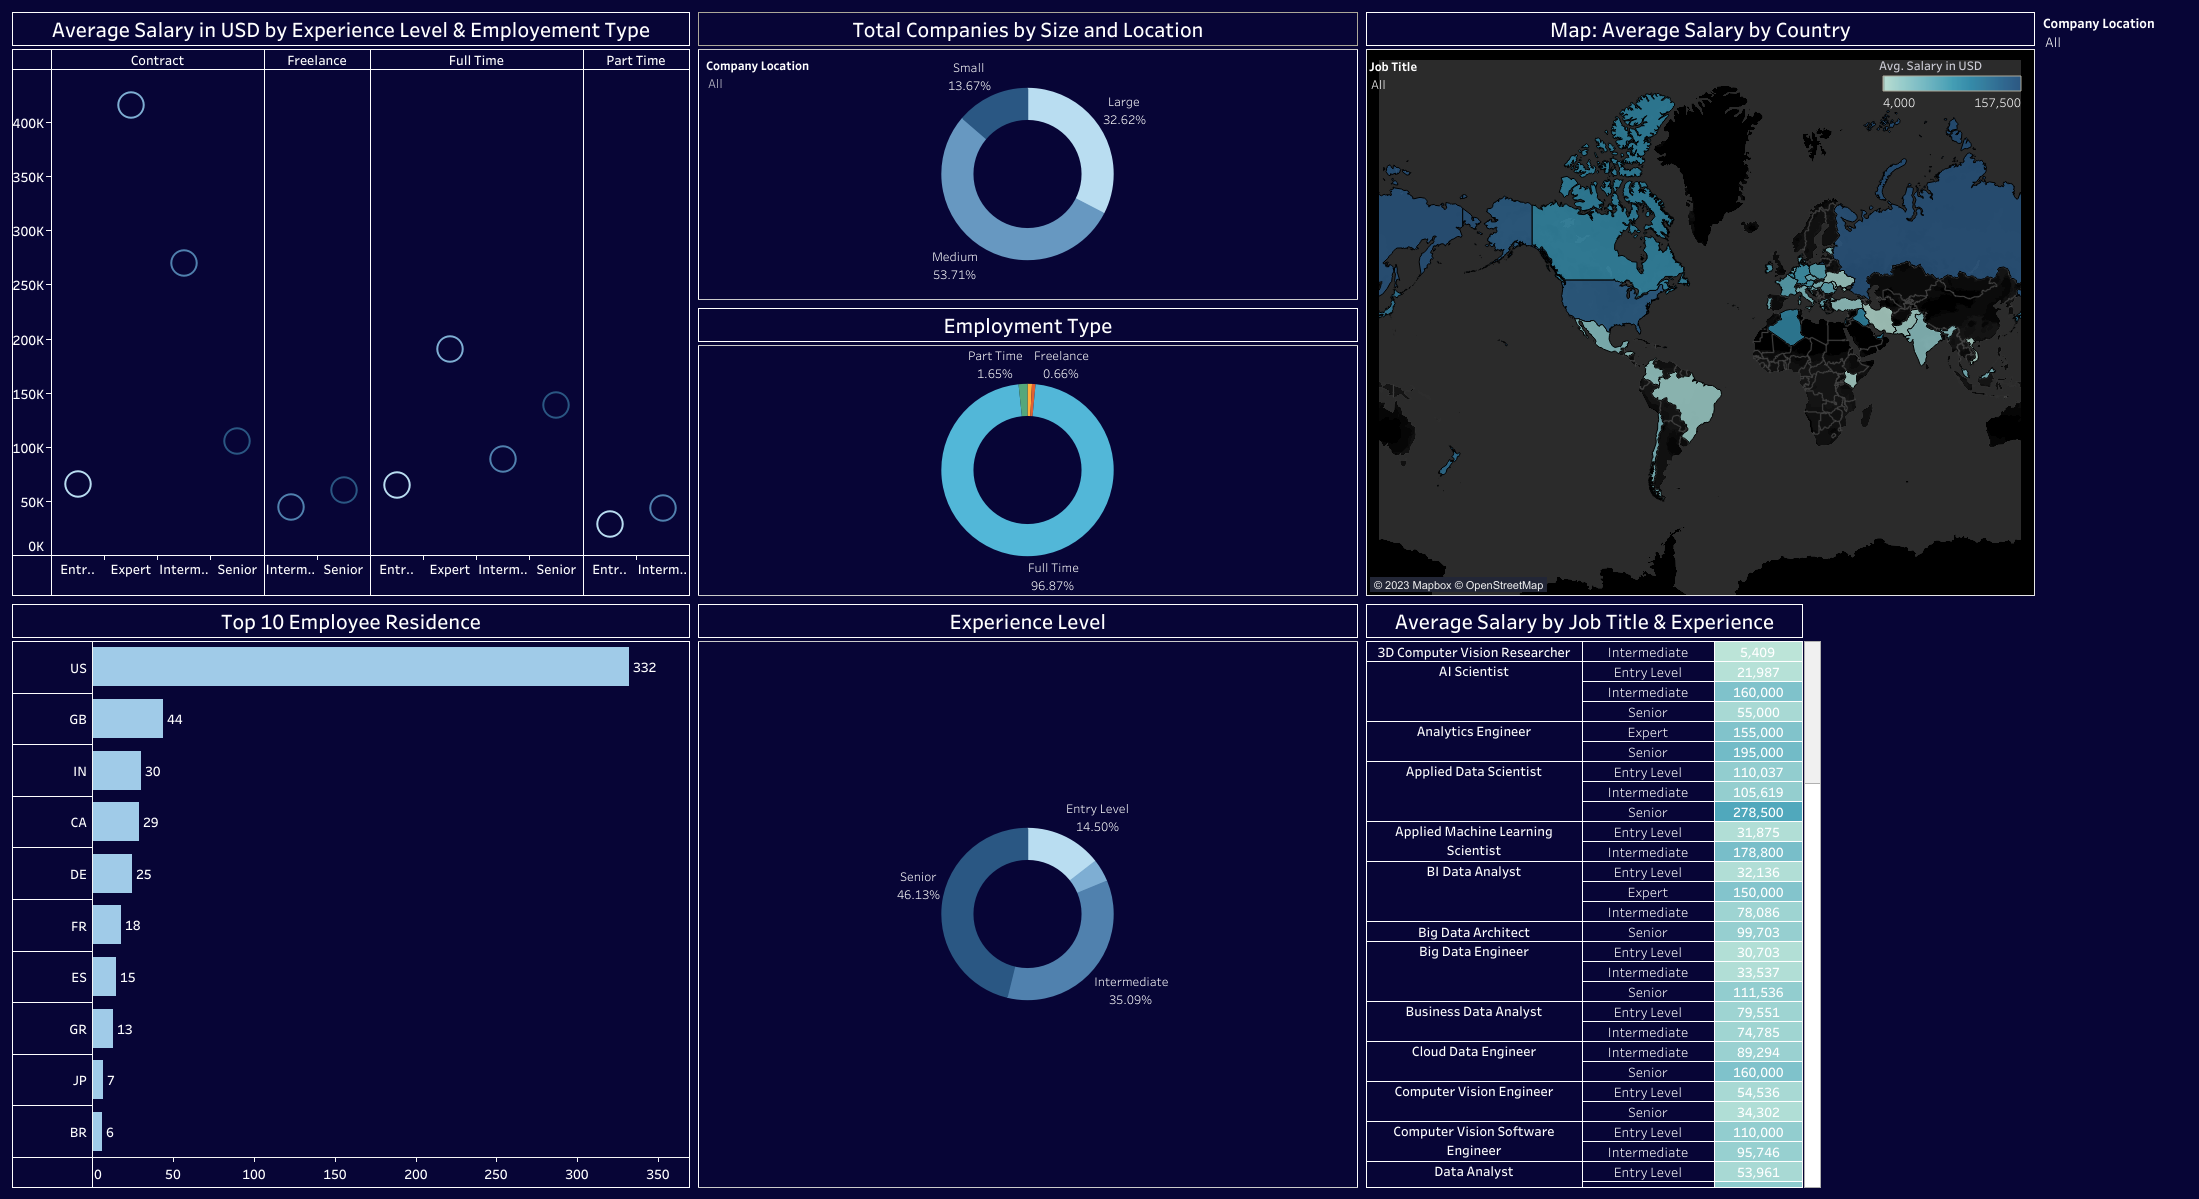 Average Salary in USD by Experience Level & Employement Type
Contract
Freelance
Full Time
Part Time
400K
350K
300K
250K
200K
150K
100K
50K
0K
Entr..
Expert
Interm..
Senior
Interm..
Senior
Entr..
Expert
Interm..
Senior
Entr..
Interm..
Total Companies by Size and Location
Company Location
All
Small
13.67%
Large
32.62%
Medium
53.71%
Employment Type
Part Time
1.65%
Freelance
0.66%
Full Time
96.87%
Map: Average Salary by Country
Job Title
All
Avg. Salary in USD
4,000
157,500
© 2023 Mapbox © OpenStreetMap
Company Location
All
Top 10 Employee Residence
US
332
GB
44
IN
30
CA
29
DE
25
FR
18
ES
15
GR
13
JP
7
BR
6
0
50
100
150
200
250
300
350
Experience Level
Entry Level
14.50%
Senior
46.13%
Intermediate
35.09%
Average Salary by Job Title & Experience
3D Computer Vision Researcher Intermediate 5,409
AI Scientist Entry Level 21,987
Intermediate 160,000
Senior 55,000
Analytics Engineer Expert 155,000
Senior 195,000
Applied Data Scientist Entry Level 110,037
Intermediate 105,619
Senior 278,500
Applied Machine Learning Entry Level 31,875
Scientist Intermediate 178,800
BI Data Analyst Entry Level 32,136
Expert 150,000
Intermediate 78,086
Big Data Architect Senior 99,703
Big Data Engineer Entry Level 30,703
Intermediate 33,537
Senior 111,536
Business Data Analyst Entry Level 79,551
Intermediate 74,785
Cloud Data Engineer Intermediate 89,294
Senior 160,000
Computer Vision Engineer Entry Level 54,536
Senior 34,302
Computer Vision Software Entry Level 110,000
Engineer Intermediate 95,746
Data Analyst Entry Level 53,961